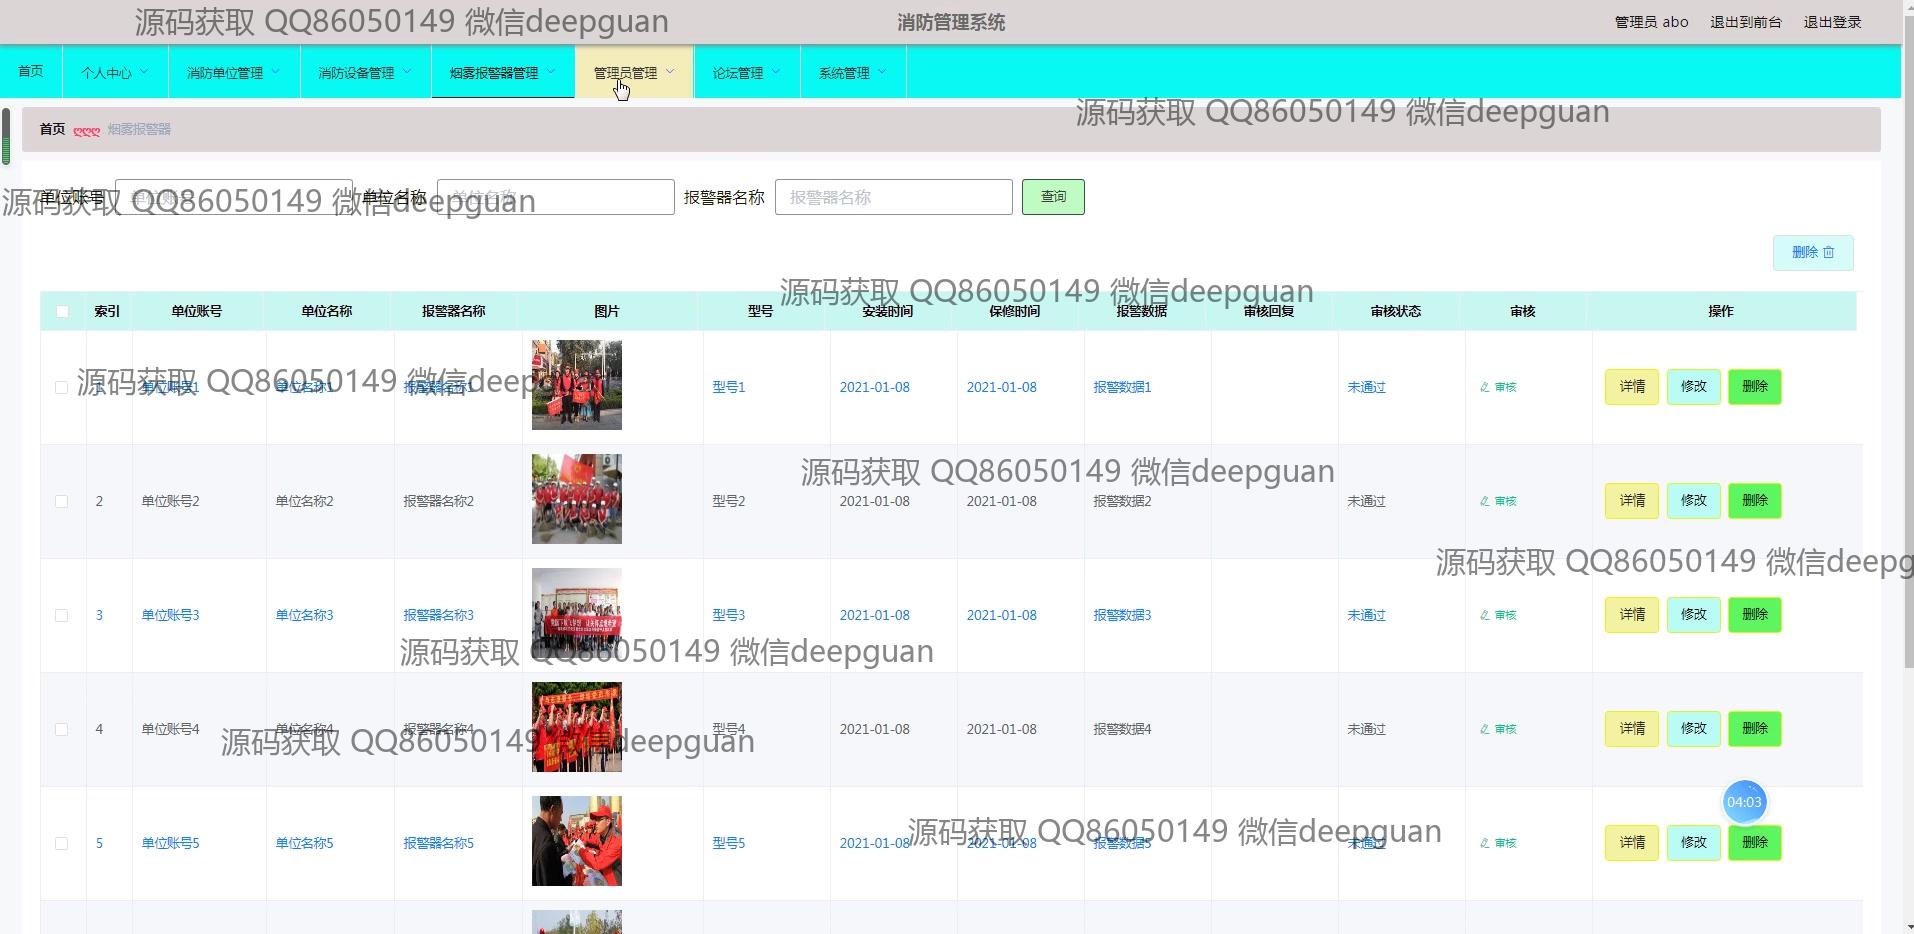 源码获取 QQ86050149 微信deepguan
消防管理系统
管理员 abo 退出到前台 退出登录
首页 个人中心 消防单位管理 消防设备管理 烟雾报警器管理 管理员管理 论坛管理 系统管理
源码获取 QQ86050149 微信deepguan
首页 ღღღ 烟雾报警器
单位账号 单位账号 单位名称 单位名称 报警器名称 报警器名称 查询
源码获取 QQ86050149 微信deepguan
删除
源码获取 QQ86050149 微信deepguan
索引 单位账号 单位名称 报警器名称 图片 型号 安装时间 保修时间 报警数据 审核回复 审核状态 审核 操作
源码获取 QQ86050149 微信deepguan
1 单位账号1 单位名称1 报警器名称1 型号1 2021-01-08 2021-01-08 报警数据1 未通过 审核 详情 修改 删除
源码获取 QQ86050149 微信deepguan
2 单位账号2 单位名称2 报警器名称2 型号2 2021-01-08 2021-01-08 报警数据2 未通过 审核 详情 修改 删除
源码获取 QQ86050149 微信deepg
3 单位账号3 单位名称3 报警器名称3 型号3 2021-01-08 2021-01-08 报警数据3 未通过 审核 详情 修改 删除
源码获取 QQ86050149 微信deepguan
4 单位账号4 单位名称4 报警器名称4 型号4 2021-01-08 2021-01-08 报警数据4 未通过 审核 详情 修改 删除
源码获取 QQ86050149 微信deepguan
04:03
源码获取 QQ86050149 微信deepguan
5 单位账号5 单位名称5 报警器名称5 型号5 2021-01-08 2021-01-08 报警数据5 未通过 审核 详情 修改 删除